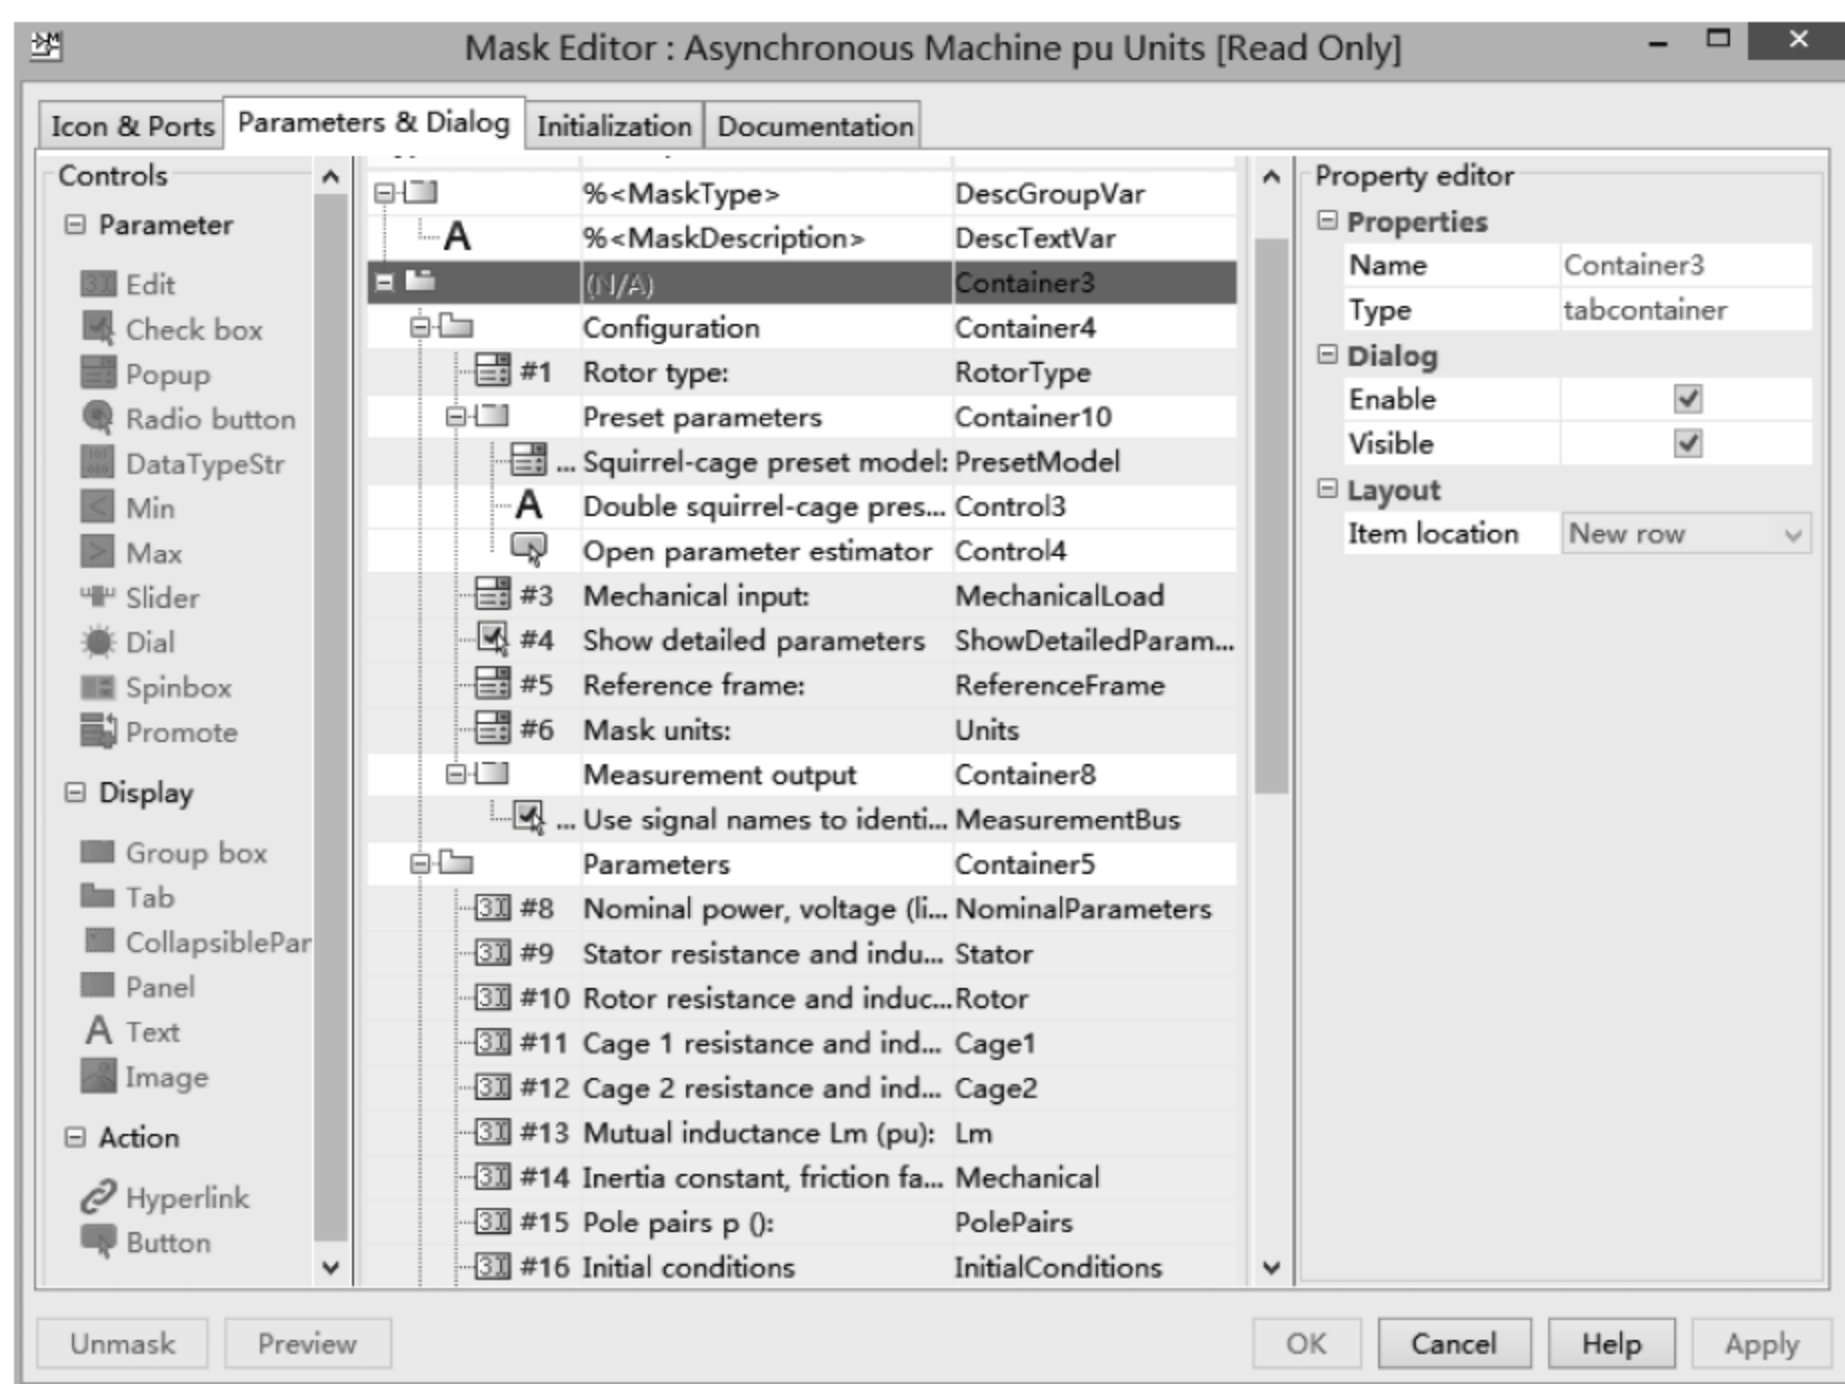 Mask Editor : Asynchronous Machine pu Units [Read Only]
Icon & Ports
Parameters & Dialog
Initialization
Documentation
Controls
Parameter
Edit
Check box
Popup
Radio button
DataTypeStr
Min
Max
Slider
Dial
Spinbox
Promote
Display
Group box
Tab
CollapsiblePar
Panel
A Text
Image
Action
Hyperlink
Button
%<MaskType> DescGroupVar
A %<MaskDescription> DescTextVar
(N/A) Container3
Configuration Container4
#1 Rotor type: RotorType
Preset parameters Container10
... Squirrel-cage preset model: PresetModel
A Double squirrel-cage pres... Control3
Open parameter estimator Control4
#3 Mechanical input: MechanicalLoad
#4 Show detailed parameters ShowDetailedParam...
#5 Reference frame: ReferenceFrame
#6 Mask units: Units
Measurement output Container8
... Use signal names to identi... MeasurementBus
Parameters Container5
#8 Nominal power, voltage (li... NominalParameters
#9 Stator resistance and indu... Stator
#10 Rotor resistance and induc... Rotor
#11 Cage 1 resistance and ind... Cage1
#12 Cage 2 resistance and ind... Cage2
#13 Mutual inductance Lm (pu): Lm
#14 Inertia constant, friction fa... Mechanical
#15 Pole pairs p (): PolePairs
#16 Initial conditions InitialConditions
Property editor
Properties
Name Container3
Type tabcontainer
Dialog
Enable
Visible
Layout
Item location New row
Unmask
Preview
OK
Cancel
Help
Apply